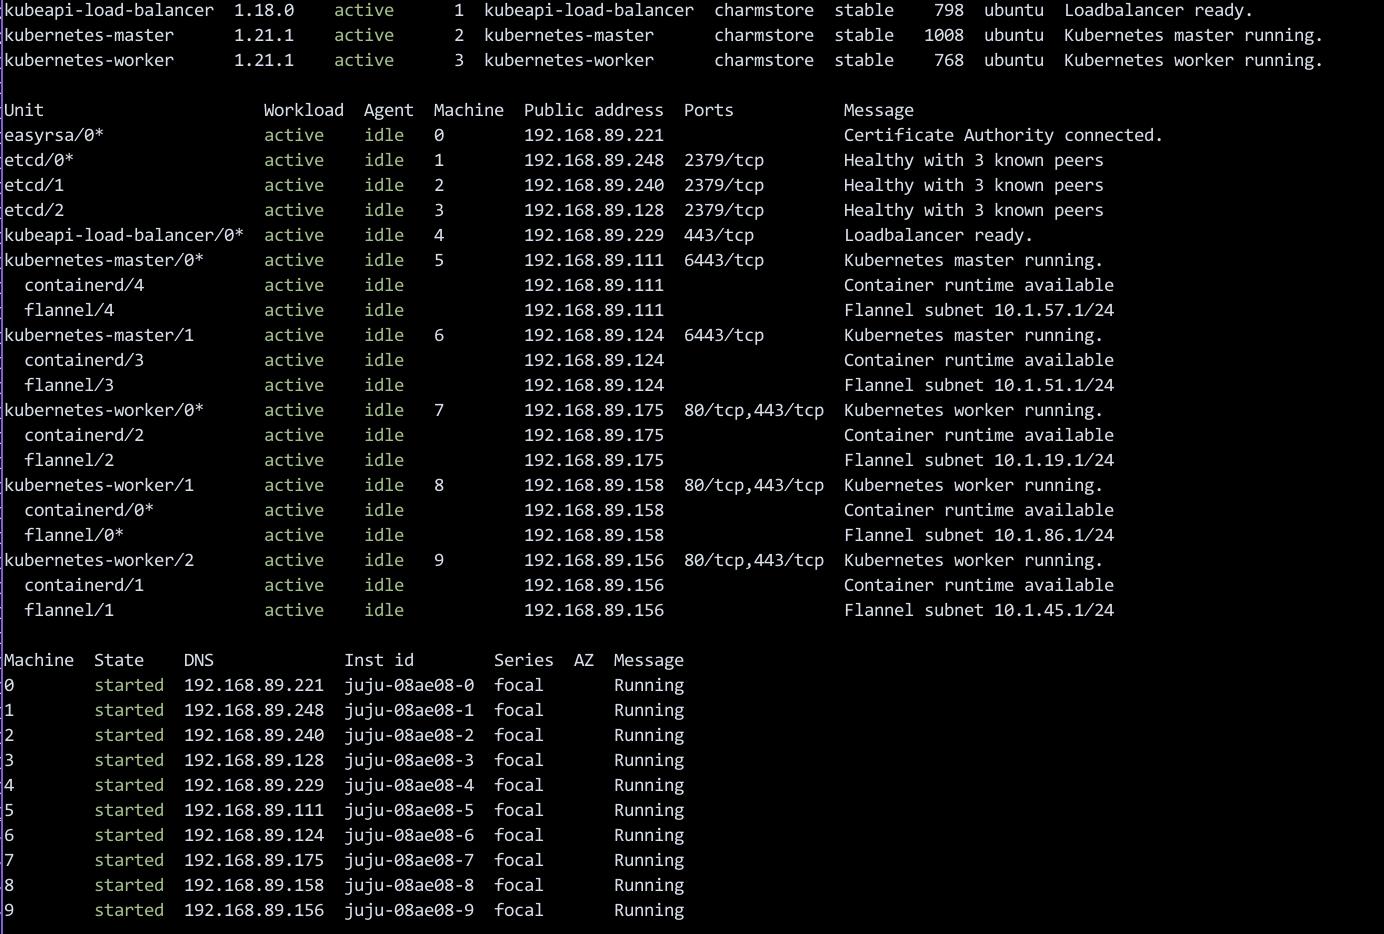 kubeapi-load-balancer  1.18.0    active      1  kubeapi-load-balancer  charmstore  stable    798  ubuntu  Loadbalancer ready.
kubernetes-master      1.21.1    active      2  kubernetes-master      charmstore  stable   1008  ubuntu  Kubernetes master running.
kubernetes-worker      1.21.1    active      3  kubernetes-worker      charmstore  stable    768  ubuntu  Kubernetes worker running.
Unit                      Workload  Agent  Machine  Public address  Ports           Message
easyrsa/0*                active    idle   0        192.168.89.221                  Certificate Authority connected.
etcd/0*                   active    idle   1        192.168.89.248  2379/tcp        Healthy with 3 known peers
etcd/1                    active    idle   2        192.168.89.240  2379/tcp        Healthy with 3 known peers
etcd/2                    active    idle   3        192.168.89.128  2379/tcp        Healthy with 3 known peers
kubeapi-load-balancer/0*  active    idle   4        192.168.89.229  443/tcp         Loadbalancer ready.
kubernetes-master/0*      active    idle   5        192.168.89.111  6443/tcp        Kubernetes master running.
  containerd/4            active    idle            192.168.89.111                  Container runtime available
  flannel/4               active    idle            192.168.89.111                  Flannel subnet 10.1.57.1/24
kubernetes-master/1       active    idle   6        192.168.89.124  6443/tcp        Kubernetes master running.
  containerd/3            active    idle            192.168.89.124                  Container runtime available
  flannel/3               active    idle            192.168.89.124                  Flannel subnet 10.1.51.1/24
kubernetes-worker/0*      active    idle   7        192.168.89.175  80/tcp,443/tcp  Kubernetes worker running.
  containerd/2            active    idle            192.168.89.175                  Container runtime available
  flannel/2               active    idle            192.168.89.175                  Flannel subnet 10.1.19.1/24
kubernetes-worker/1       active    idle   8        192.168.89.158  80/tcp,443/tcp  Kubernetes worker running.
  containerd/0*           active    idle            192.168.89.158                  Container runtime available
  flannel/0*              active    idle            192.168.89.158                  Flannel subnet 10.1.86.1/24
kubernetes-worker/2       active    idle   9        192.168.89.156  80/tcp,443/tcp  Kubernetes worker running.
  containerd/1            active    idle            192.168.89.156                  Container runtime available
  flannel/1               active    idle            192.168.89.156                  Flannel subnet 10.1.45.1/24
Machine  State    DNS             Inst id        Series  AZ  Message
0        started  192.168.89.221  juju-08ae08-0  focal       Running
1        started  192.168.89.248  juju-08ae08-1  focal       Running
2        started  192.168.89.240  juju-08ae08-2  focal       Running
3        started  192.168.89.128  juju-08ae08-3  focal       Running
4        started  192.168.89.229  juju-08ae08-4  focal       Running
5        started  192.168.89.111  juju-08ae08-5  focal       Running
6        started  192.168.89.124  juju-08ae08-6  focal       Running
7        started  192.168.89.175  juju-08ae08-7  focal       Running
8        started  192.168.89.158  juju-08ae08-8  focal       Running
9        started  192.168.89.156  juju-08ae08-9  focal       Running